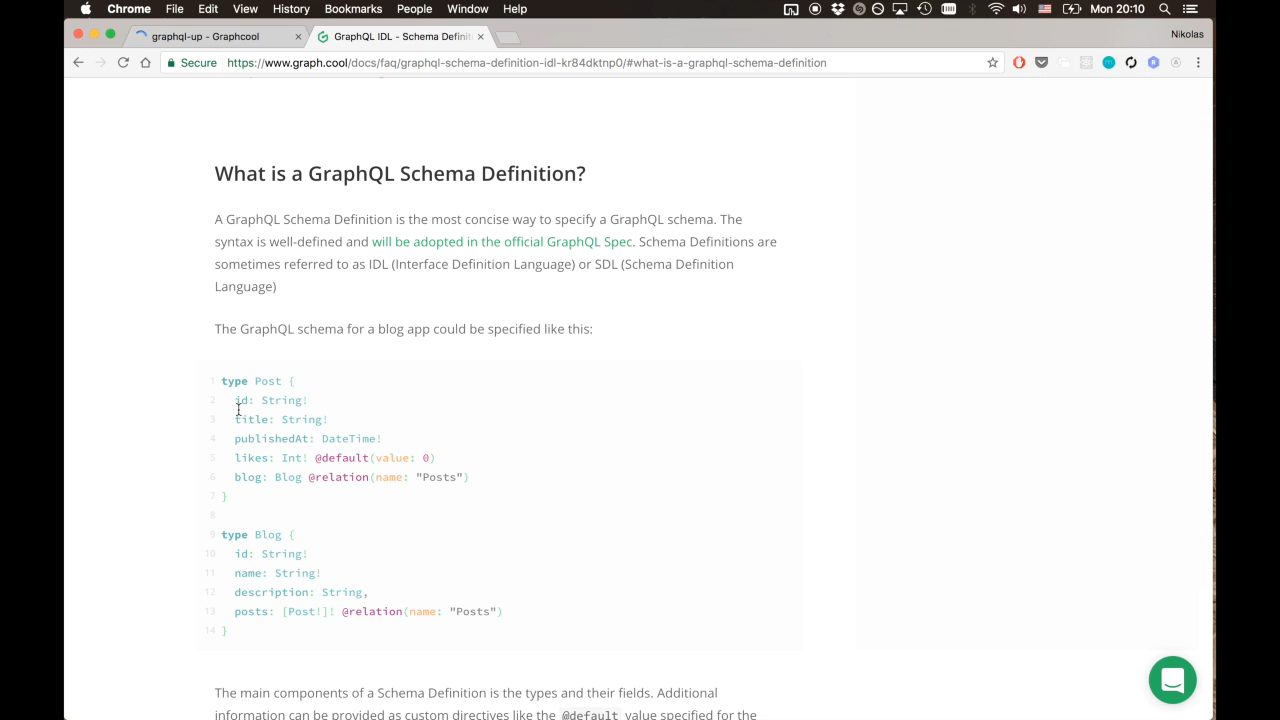 Chrome File Edit View History Bookmarks People Window Help Mon 20:10
graphql-up - Graphcool × GraphQL IDL - Schema Definit × Nikolas
Secure https://www.graph.cool/docs/faq/graphql-schema-definition-idl-kr84dktnp0/#what-is-a-graphql-schema-definition
What is a GraphQL Schema Definition?
A GraphQL Schema Definition is the most concise way to specify a GraphQL schema. The
syntax is well-defined and will be adopted in the official GraphQL Spec. Schema Definitions are
sometimes referred to as IDL (Interface Definition Language) or SDL (Schema Definition
Language)
The GraphQL schema for a blog app could be specified like this:
1 type Post {
2 id: String!
3 title: String!
4 publishedAt: DateTime!
5 likes: Int! @default(value: 0)
6 blog: Blog @relation(name: "Posts")
7 }
8
9 type Blog {
10 id: String!
11 name: String!
12 description: String,
13 posts: [Post!]! @relation(name: "Posts")
14 }
The main components of a Schema Definition is the types and their fields. Additional
information can be provided as custom directives like the @default value specified for the